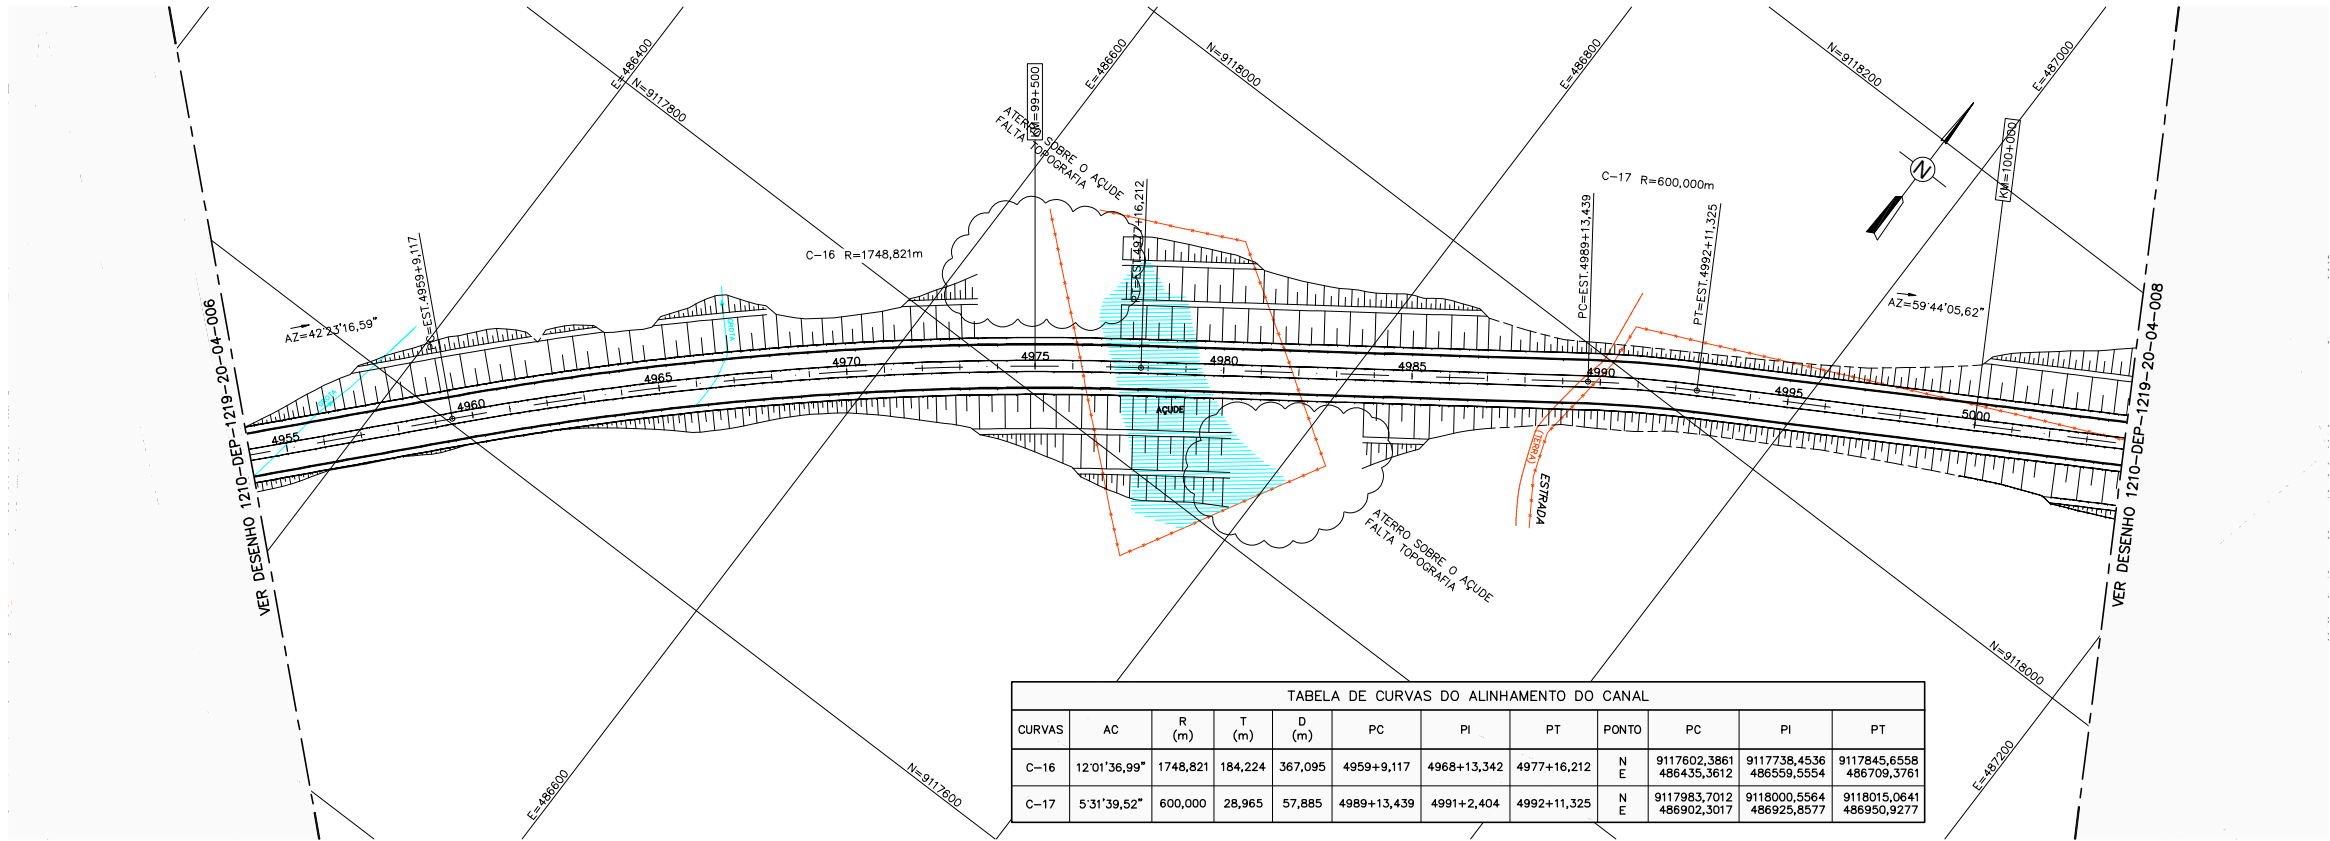 E=486400
N=9117800
KM=99+500
E=486600
N=9118000
E=486800
N=9118200
E=487000
KM=100+000
N
ATERRO SOBRE O AÇUDE
FALTA TOPOGRAFIA
C-17 R=600,000m
PC=EST.4959+9,117
PT=EST.4977+16,212
PC=EST.4989+13,439
PT=EST.4992+11,325
C-16 R=1748,821m
AZ=42°23'16,59"
AZ=59°44'05,62"
VER DESENHO 1210-DEP-1219-20-04-006
VER DESENHO 1210-DEP-1219-20-04-008
4955
4960
4965
4970
4975
4980
4985
4990
4995
5000
AÇUDE
(TERRA)
ESTRADA
ATERRO SOBRE O AÇUDE
FALTA TOPOGRAFIA
E=486600
N=9117600
N=9118000
E=487200
TABELA DE CURVAS DO ALINHAMENTO DO CANAL
CURVAS AC R (m) T (m) D (m) PC PI PT PONTO PC PI PT
C-16 12°01'36,99" 1748,821 184,224 367,095 4959+9,117 4968+13,342 4977+16,212 N 9117602,3861 9117738,4536 9117845,6558
E 486435,3612 486559,5554 486709,3761
C-17 5°31'39,52" 600,000 28,965 57,885 4989+13,439 4991+2,404 4992+11,325 N 9117983,7012 9118000,5564 9118015,0641
E 486902,3017 486925,8577 486950,9277